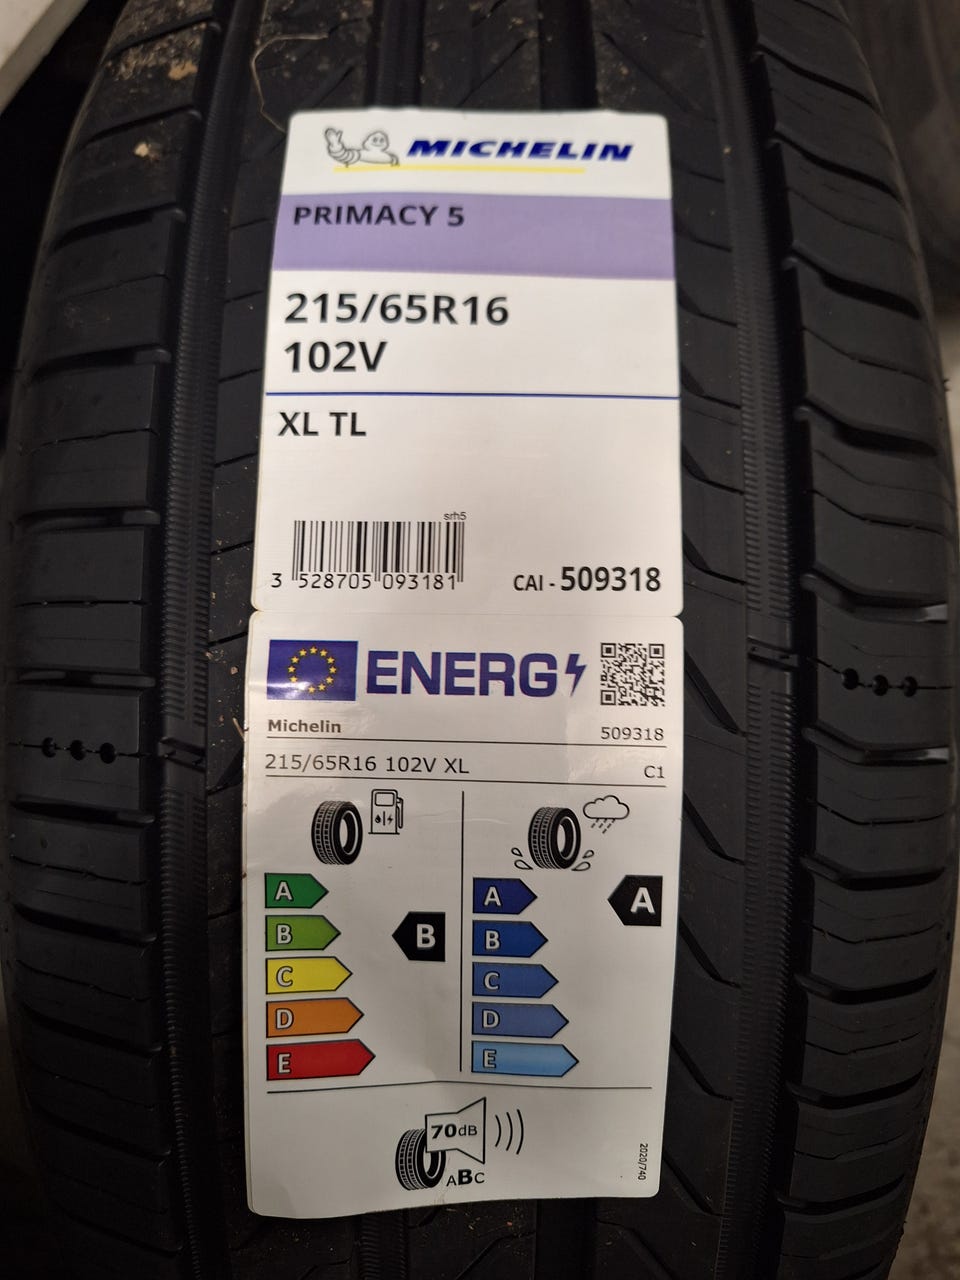 MICHELIN
PRIMACY 5
215/65R16
102V
XL TL
srh5
3 528705 093181
CAI - 509318
ENERG
Michelin
509318
215/65R16 102V XL
C1
A
B
C
D
E
B
A
B
C
D
E
A
70dB
ABC
2020/740